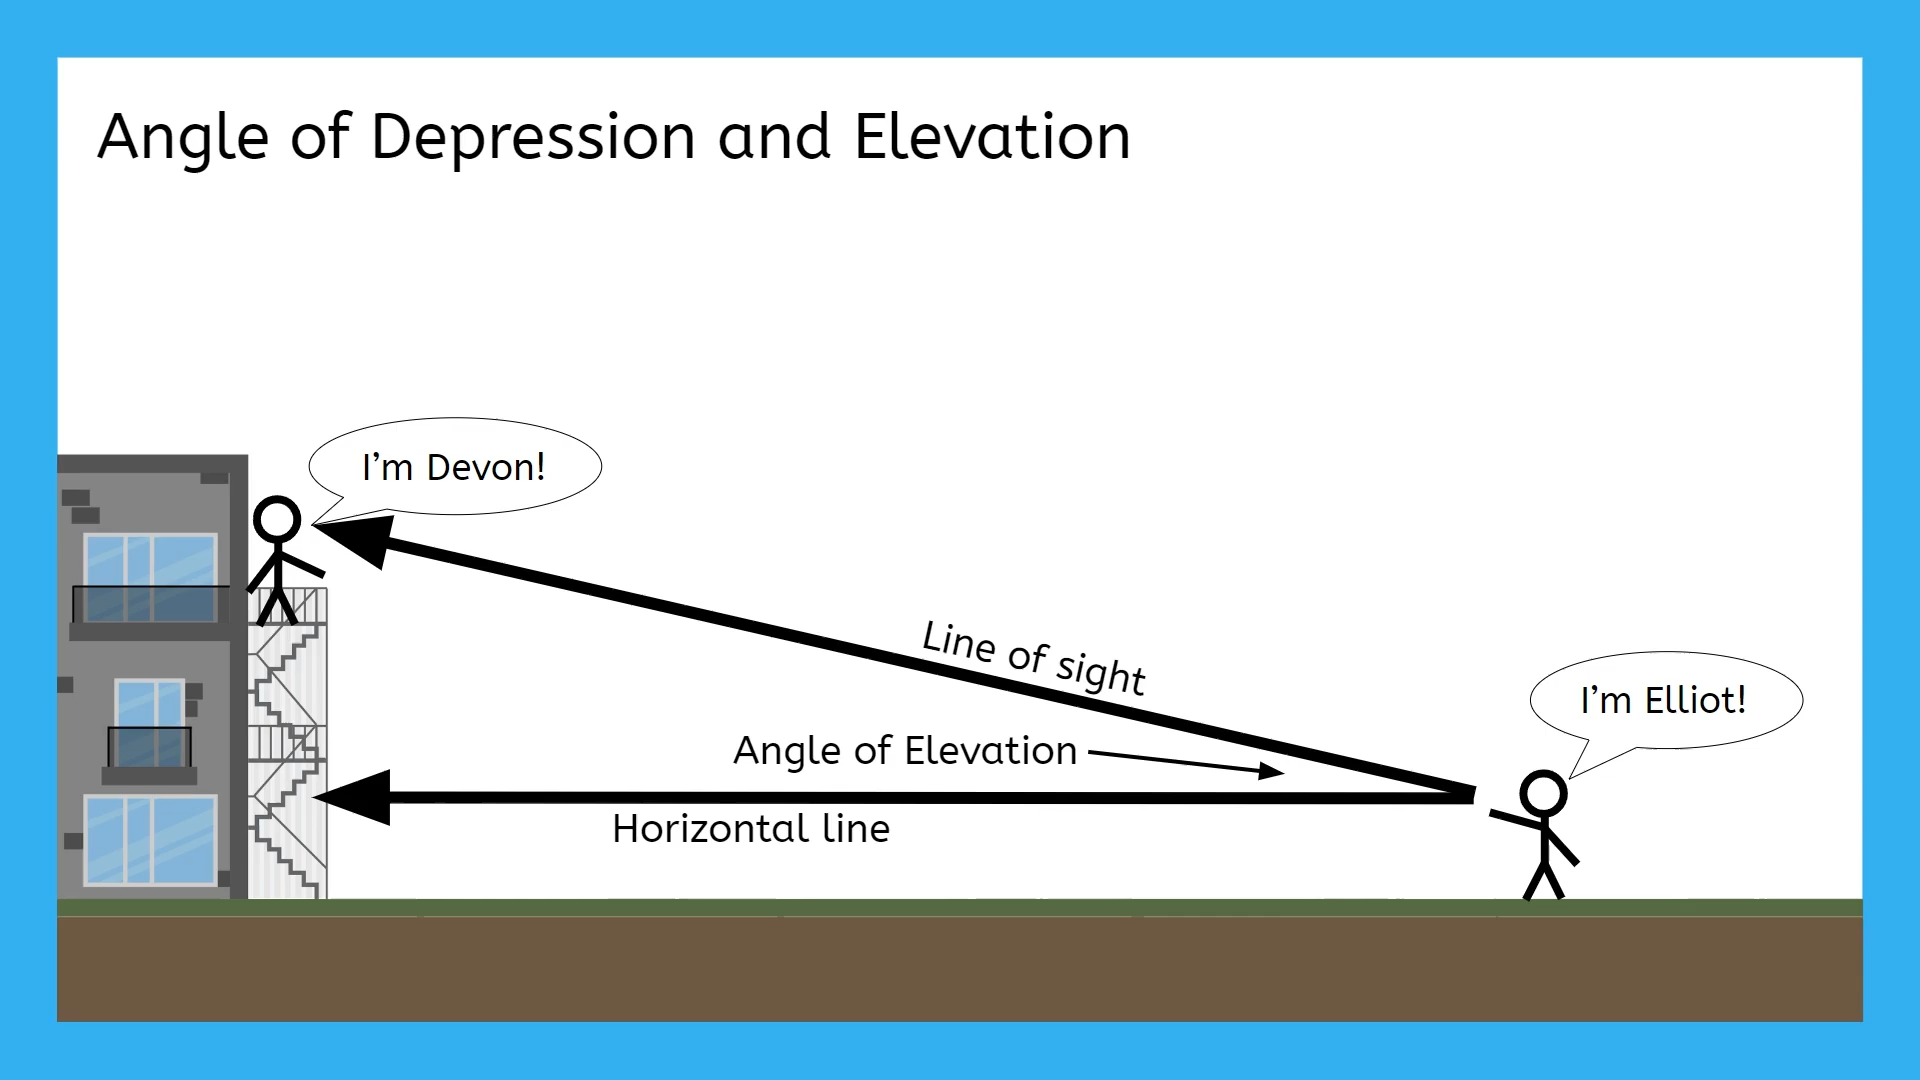 Angle of Depression and Elevation
I’m Devon!
Line of sight
I’m Elliot!
Angle of Elevation
Horizontal line